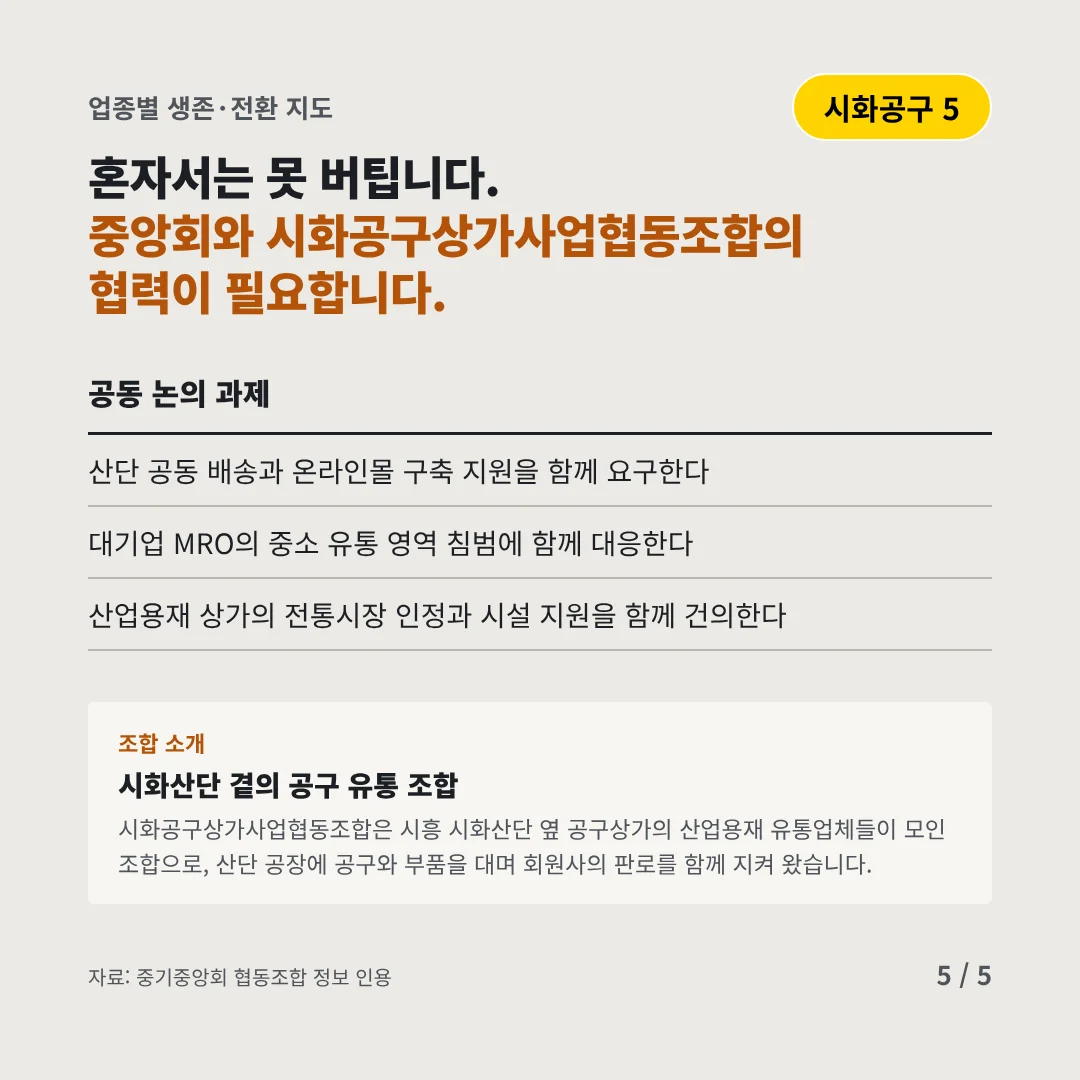 업종별 생존·전환 지도
시화공구 5
혼자서는 못 버팁니다.
중앙회와 시화공구상가사업협동조합의
협력이 필요합니다.
공동 논의 과제
산단 공동 배송과 온라인몰 구축 지원을 함께 요구한다
대기업 MRO의 중소 유통 영역 침범에 함께 대응한다
산업용재 상가의 전통시장 인정과 시설 지원을 함께 건의한다
조합 소개
시화산단 곁의 공구 유통 조합
시화공구상가사업협동조합은 시흥 시화산단 옆 공구상가의 산업용재 유통업체들이 모인
조합으로, 산단 공장에 공구와 부품을 대며 회원사의 판로를 함께 지켜 왔습니다.
자료: 중기중앙회 협동조합 정보 인용
5 / 5